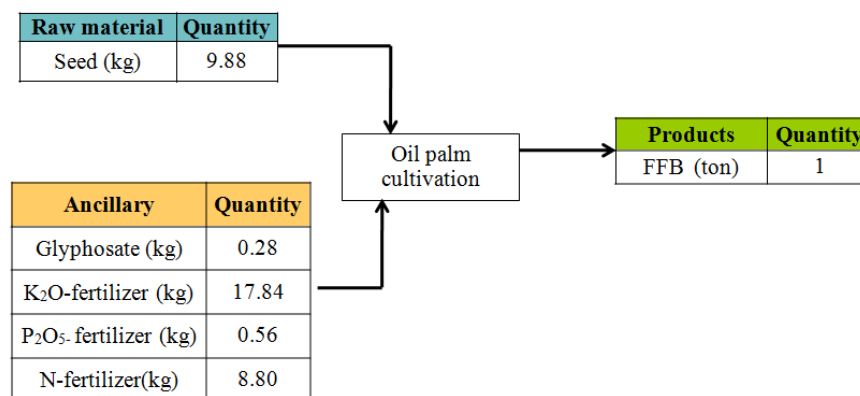 Raw material Quantity
Seed (kg) 9.88
Oil palm
cultivation
Products Quantity
FFB (ton) 1
Ancillary Quantity
Glyphosate (kg) 0.28
K₂O-fertilizer (kg) 17.84
P₂O₅- fertilizer (kg) 0.56
N-fertilizer(kg) 8.80